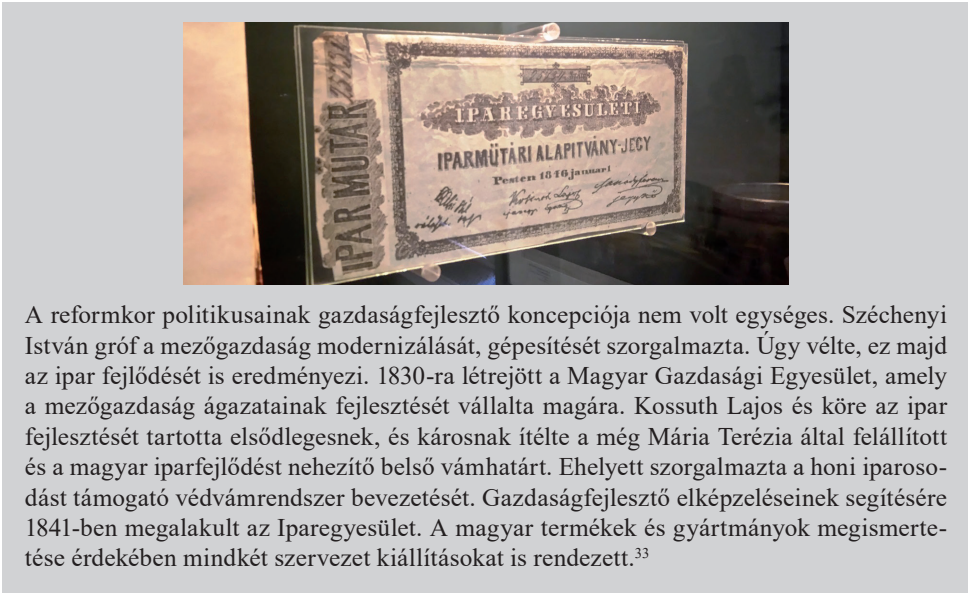 IPARMŰTÁR
IPAREGYESÜLETI
IPARMŰTÁRI ALAPITVÁNY-JEGY
Pesten 1846 januar 1
A reformkor politikusainak gazdaságfejlesztő koncepciója nem volt egységes. Széchenyi
István gróf a mezőgazdaság modernizálását, gépesítését szorgalmazta. Úgy vélte, ez majd
az ipar fejlődését is eredményezi. 1830-ra létrejött a Magyar Gazdasági Egyesület, amely
a mezőgazdaság ágazatainak fejlesztését vállalta magára. Kossuth Lajos és köre az ipar
fejlesztését tartotta elsődlegesnek, és károsnak ítélte a még Mária Terézia által felállított
és a magyar iparfejlődést nehezítő belső vámhatárt. Ehelyett szorgalmazta a honi iparoso-
dást támogató védvámrendszer bevezetését. Gazdaságfejlesztő elképzeléseinek segítésére
1841-ben megalakult az Iparegyesület. A magyar termékek és gyártmányok megismerte-
tése érdekében mindkét szervezet kiállításokat is rendezett.33